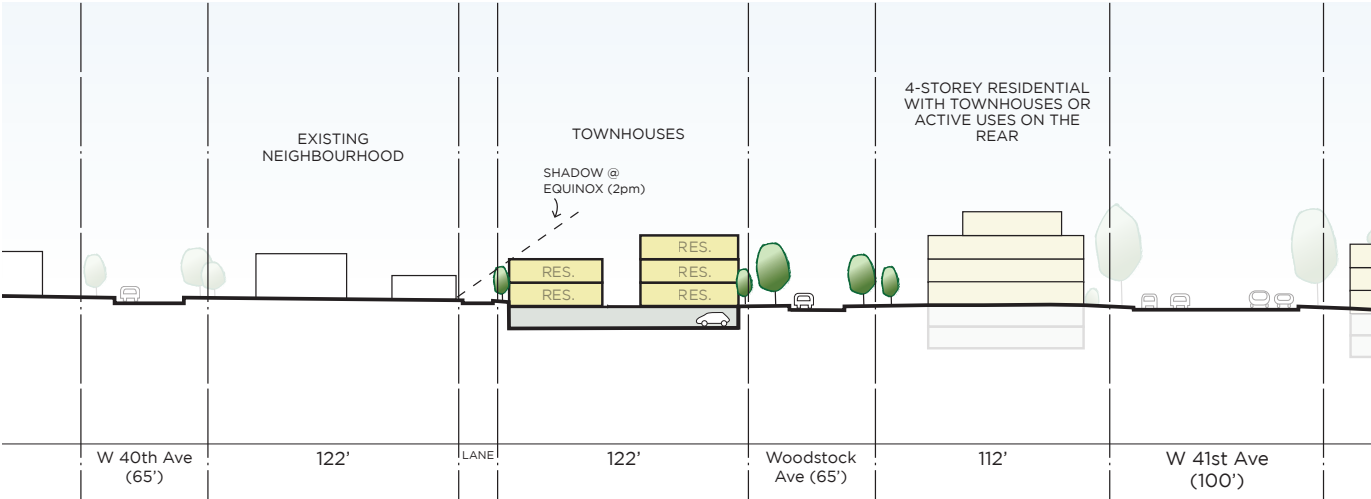 4-STOREY RESIDENTIAL
WITH TOWNHOUSES OR
ACTIVE USES ON THE
REAR
EXISTING
NEIGHBOURHOOD
TOWNHOUSES
SHADOW @
EQUINOX (2pm)
RES.
RES.
RES.
RES.
RES.
W 40th Ave
(65')
122'
LANE
122'
Woodstock
Ave (65')
112'
W 41st Ave
(100')